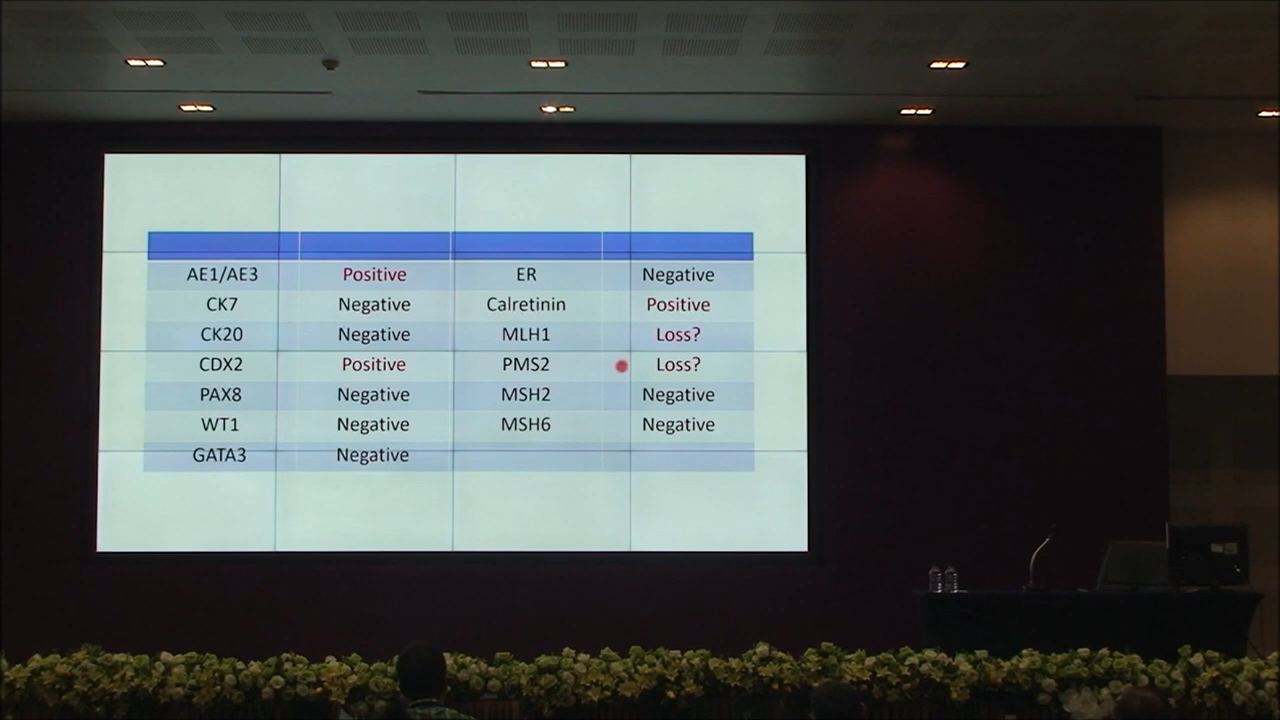 AE1/AE3 Positive ER Negative
CK7 Negative Calretinin Positive
CK20 Negative MLH1 Loss?
CDX2 Positive PMS2 Loss?
PAX8 Negative MSH2 Negative
WT1 Negative MSH6 Negative
GATA3 Negative